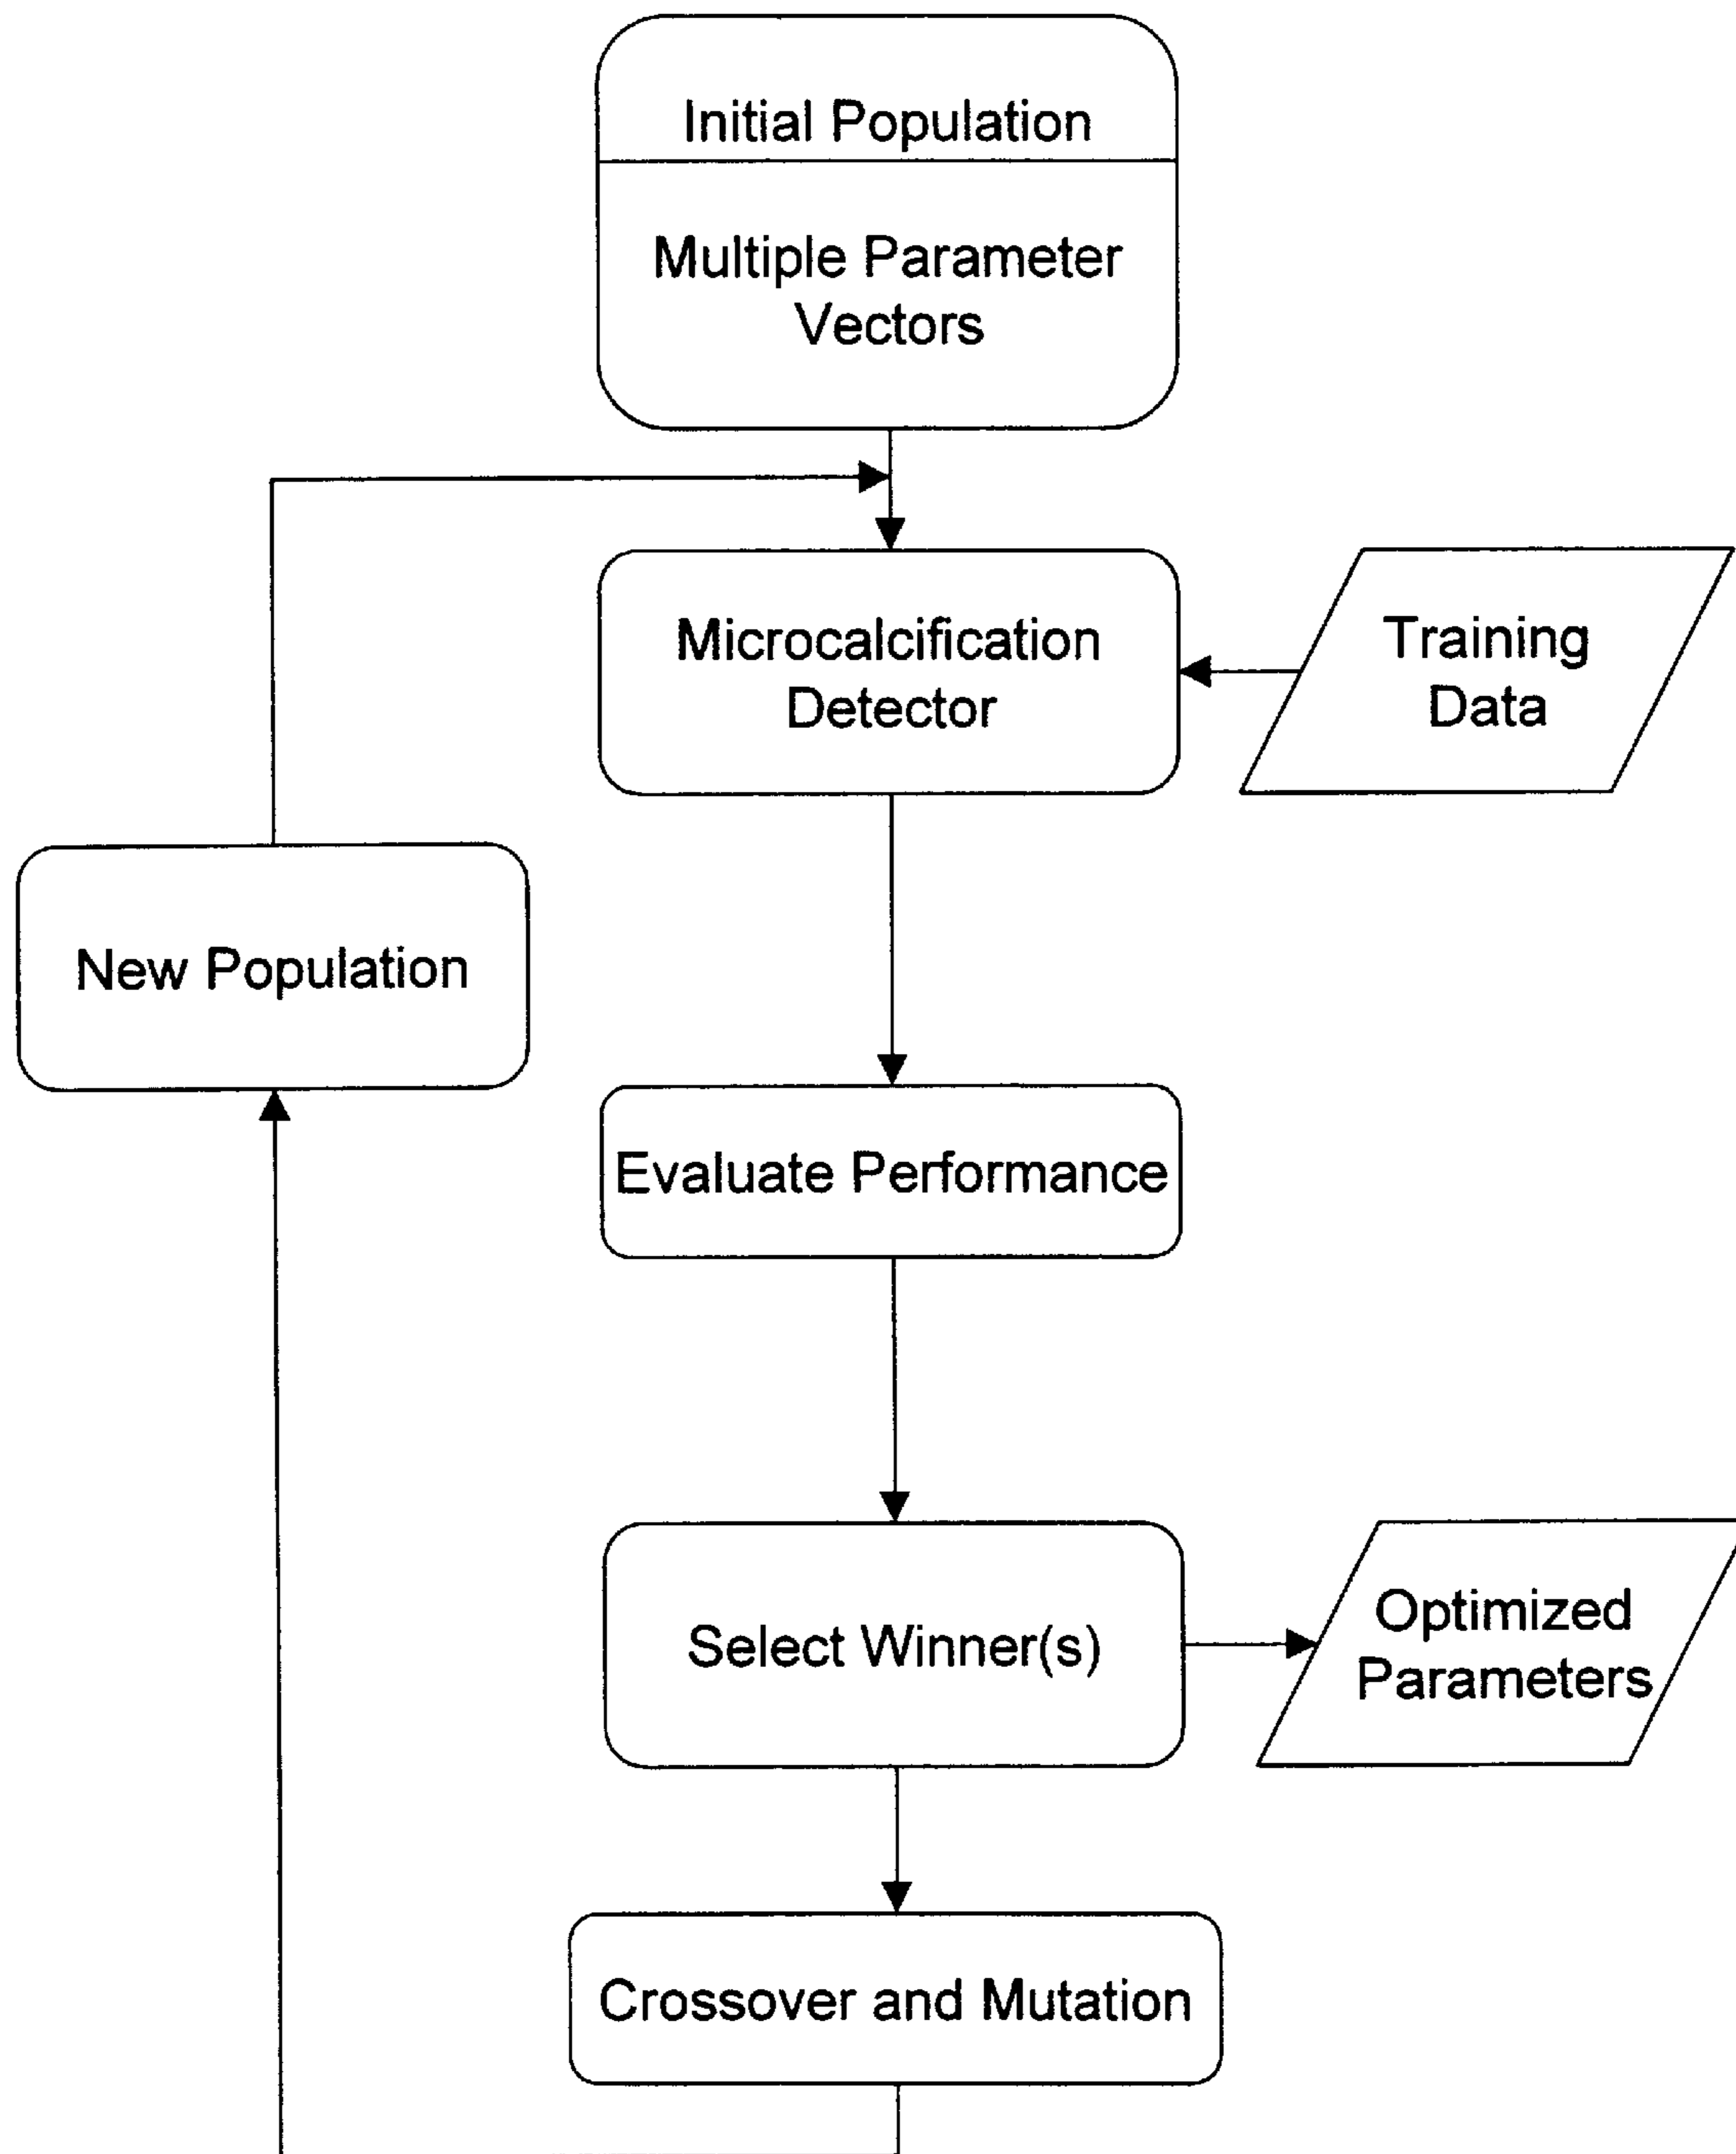 Initial Population
Multiple Parameter
Vectors
Microcalcification
Detector
Training
Data
New Population
Evaluate Performance
Select Winner(s)
Optimized
Parameters
Crossover and Mutation